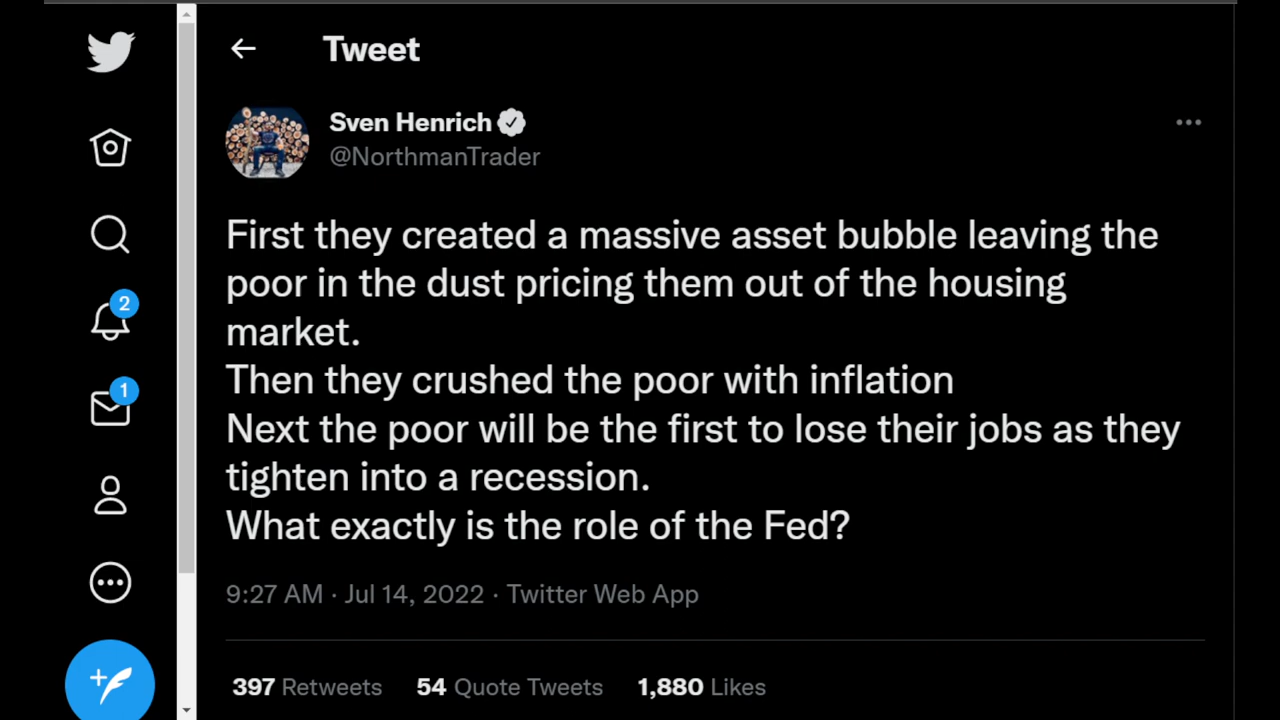 Tweet
Sven Henrich
@NorthmanTrader
First they created a massive asset bubble leaving the
poor in the dust pricing them out of the housing
market.
Then they crushed the poor with inflation
Next the poor will be the first to lose their jobs as they
tighten into a recession.
What exactly is the role of the Fed?
9:27 AM · Jul 14, 2022 · Twitter Web App
397 Retweets 54 Quote Tweets 1,880 Likes
2
1